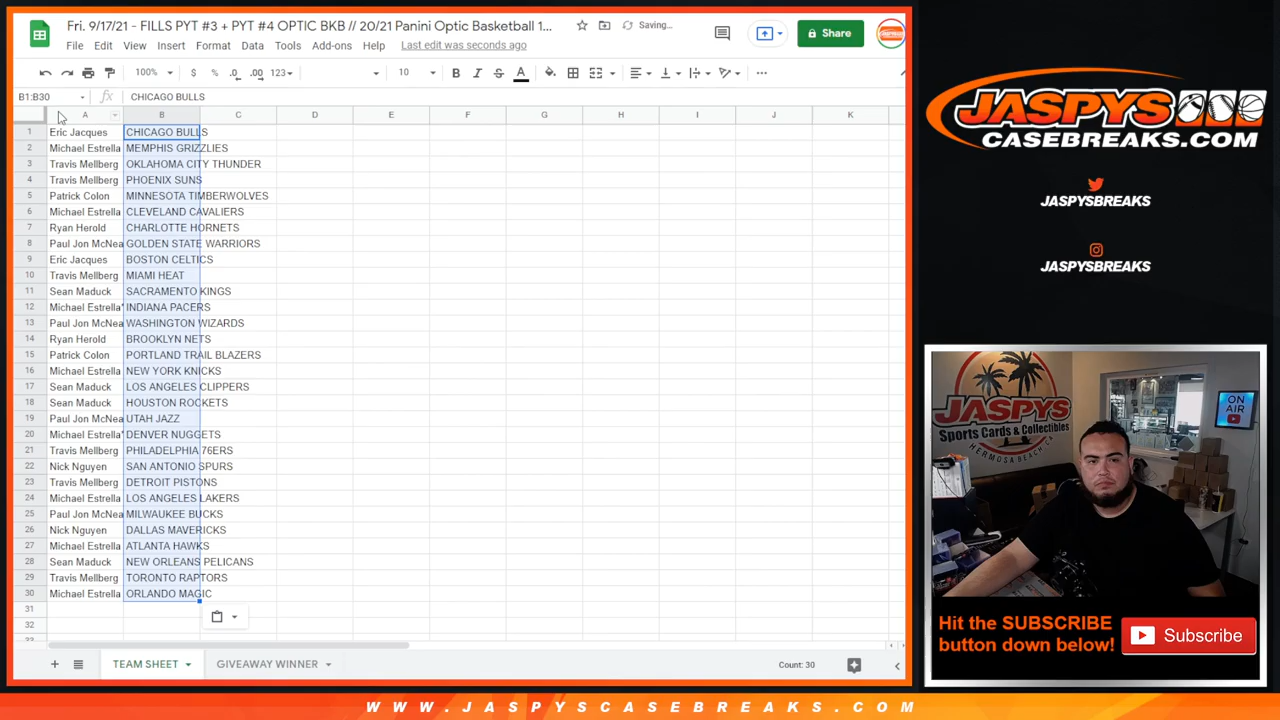 Fri. 9/17/21 - FILLS PYT #3 + PYT #4 OPTIC BKB // 20/21 Panini Optic Basketball 1...
Saving...
Share
File Edit View Insert Format Data Tools Add-ons Help Last edit was seconds ago
100% $ % .0 .00 123 10 B I S A
B1:B30 fx CHICAGO BULLS
A B C D E F G H I J K
1 Eric Jacques CHICAGO BULLS
2 Michael Estrella MEMPHIS GRIZZLIES
3 Travis Mellberg OKLAHOMA CITY THUNDER
4 Travis Mellberg PHOENIX SUNS
5 Patrick Colon MINNESOTA TIMBERWOLVES
6 Michael Estrella CLEVELAND CAVALIERS
7 Ryan Herold CHARLOTTE HORNETS
8 Paul Jon McNea GOLDEN STATE WARRIORS
9 Eric Jacques BOSTON CELTICS
10 Travis Mellberg MIAMI HEAT
11 Sean Maduck SACRAMENTO KINGS
12 Michael Estrella* INDIANA PACERS
13 Paul Jon McNea WASHINGTON WIZARDS
14 Ryan Herold BROOKLYN NETS
15 Patrick Colon PORTLAND TRAIL BLAZERS
16 Michael Estrella NEW YORK KNICKS
17 Sean Maduck LOS ANGELES CLIPPERS
18 Sean Maduck HOUSTON ROCKETS
19 Paul Jon McNea UTAH JAZZ
20 Michael Estrella* DENVER NUGGETS
21 Travis Mellberg PHILADELPHIA 76ERS
22 Nick Nguyen SAN ANTONIO SPURS
23 Travis Mellberg DETROIT PISTONS
24 Michael Estrella LOS ANGELES LAKERS
25 Paul Jon McNea MILWAUKEE BUCKS
26 Nick Nguyen DALLAS MAVERICKS
27 Michael Estrella ATLANTA HAWKS
28 Sean Maduck NEW ORLEANS PELICANS
29 Travis Mellberg TORONTO RAPTORS
30 Michael Estrella ORLANDO MAGIC
31
32
33
TEAM SHEET GIVEAWAY WINNER Count: 30
JASPYS
CASEBREAKS.COM
JASPYSBREAKS
JASPYSBREAKS
JASPYS
Sports Cards & Collectibles
HERMOSA BEACH, CA
ON AIR
Hit the SUBSCRIBE
button down below!
Subscribe
WWW.JASPYSCASEBREAKS.COM